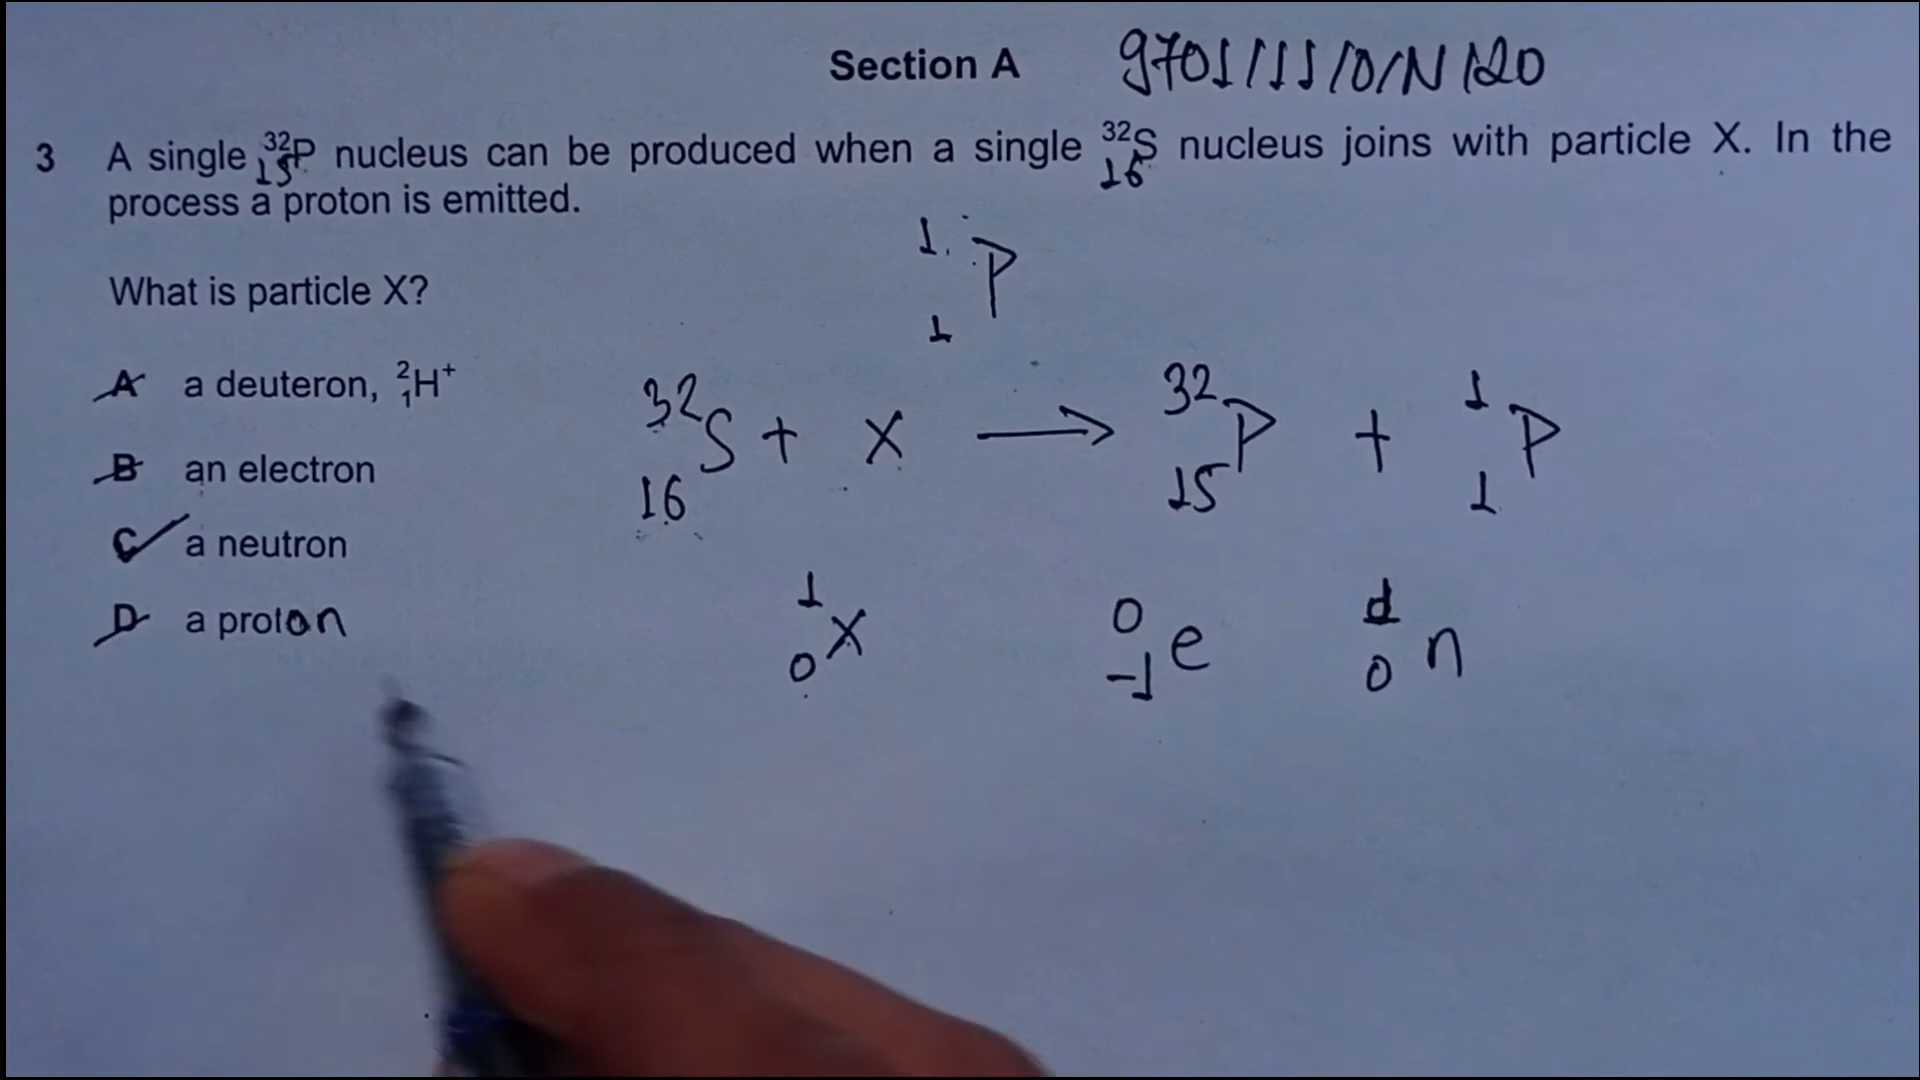 Section A 9701/11/O/N/20
3 A single ³²₁₅P nucleus can be produced when a single ³²₁₆S nucleus joins with particle X. In the
process a proton is emitted.
¹₁P
What is particle X?
A a deuteron, ²₁H⁺
³²₁₆S + X → ³²₁₅P + ¹₁P
B an electron
C a neutron
D a proton
¹₀X ⁰₋₁e ¹₀n